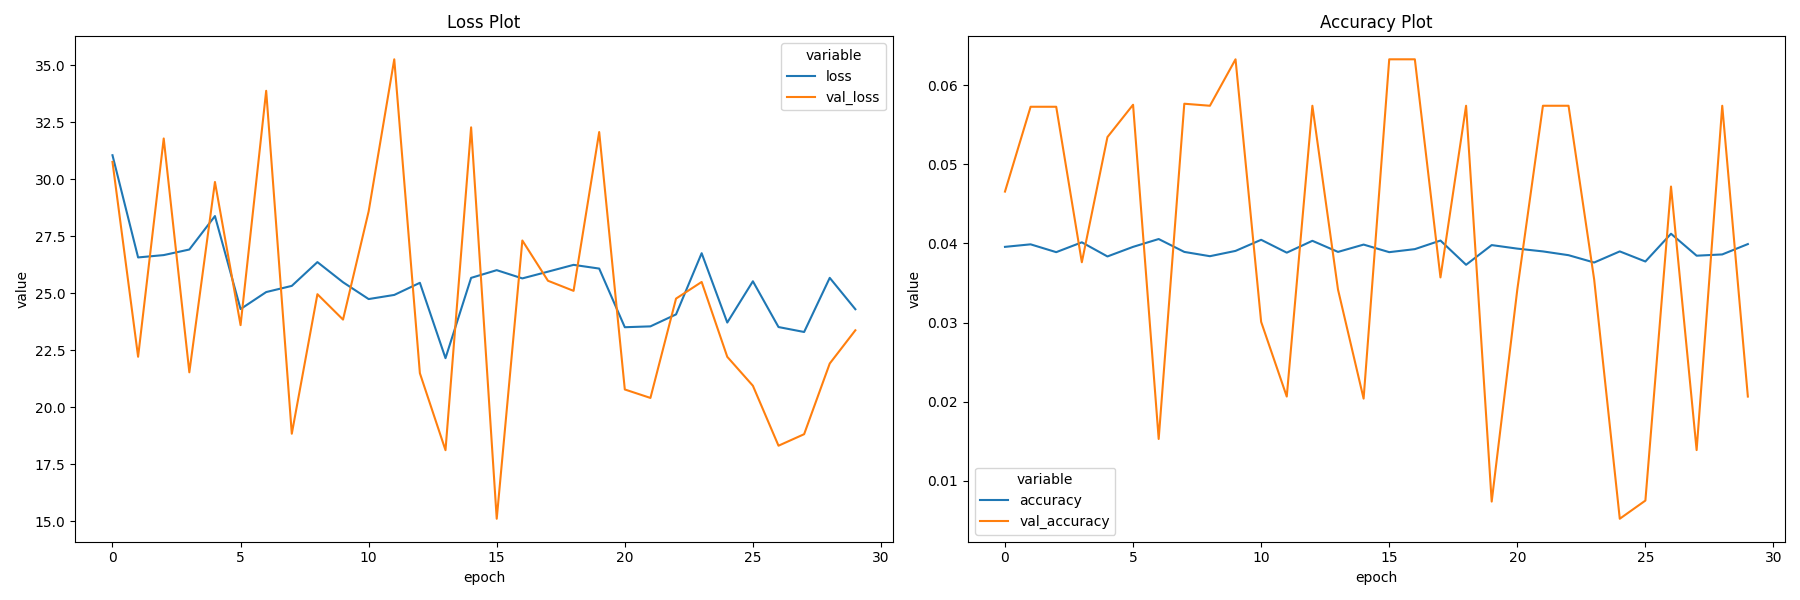 Loss Plot
value
35.0
32.5
30.0
27.5
25.0
22.5
20.0
17.5
15.0
variable
loss
val_loss
0 5 10 15 20 25 30
epoch
Accuracy Plot
value
0.06
0.05
0.04
0.03
0.02
0.01
variable
accuracy
val_accuracy
0 5 10 15 20 25 30
epoch